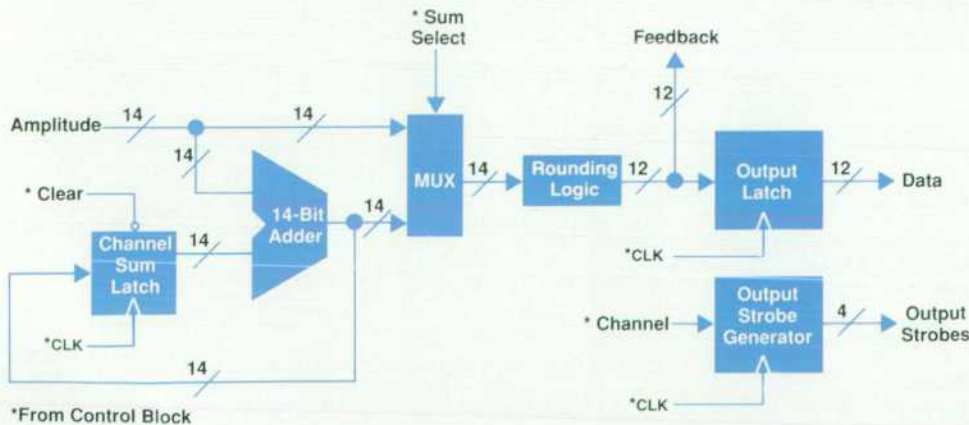 * Sum
Select
Feedback
12
Amplitude
14
14
14
MUX
14
Rounding
Logic
12
Output
Latch
12
Data
* Clear
14-Bit
Adder
14
Channel
Sum
Latch
14
*CLK
*CLK
14
* Channel
Output
Strobe
Generator
4
Output
Strobes
*CLK
*From Control Block